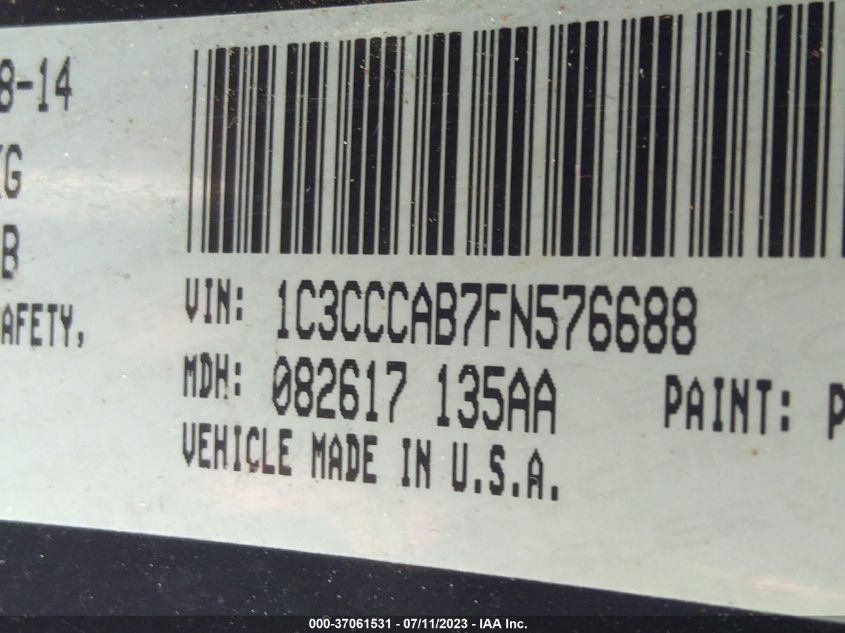 8-14
G
B
AFETY,
VIN: 1C3CCCAB7FN576688
MDH: 082617 135AA
PAINT: P
VEHICLE MADE IN U.S.A.
000-37061531 - 07/11/2023 - IAA Inc.